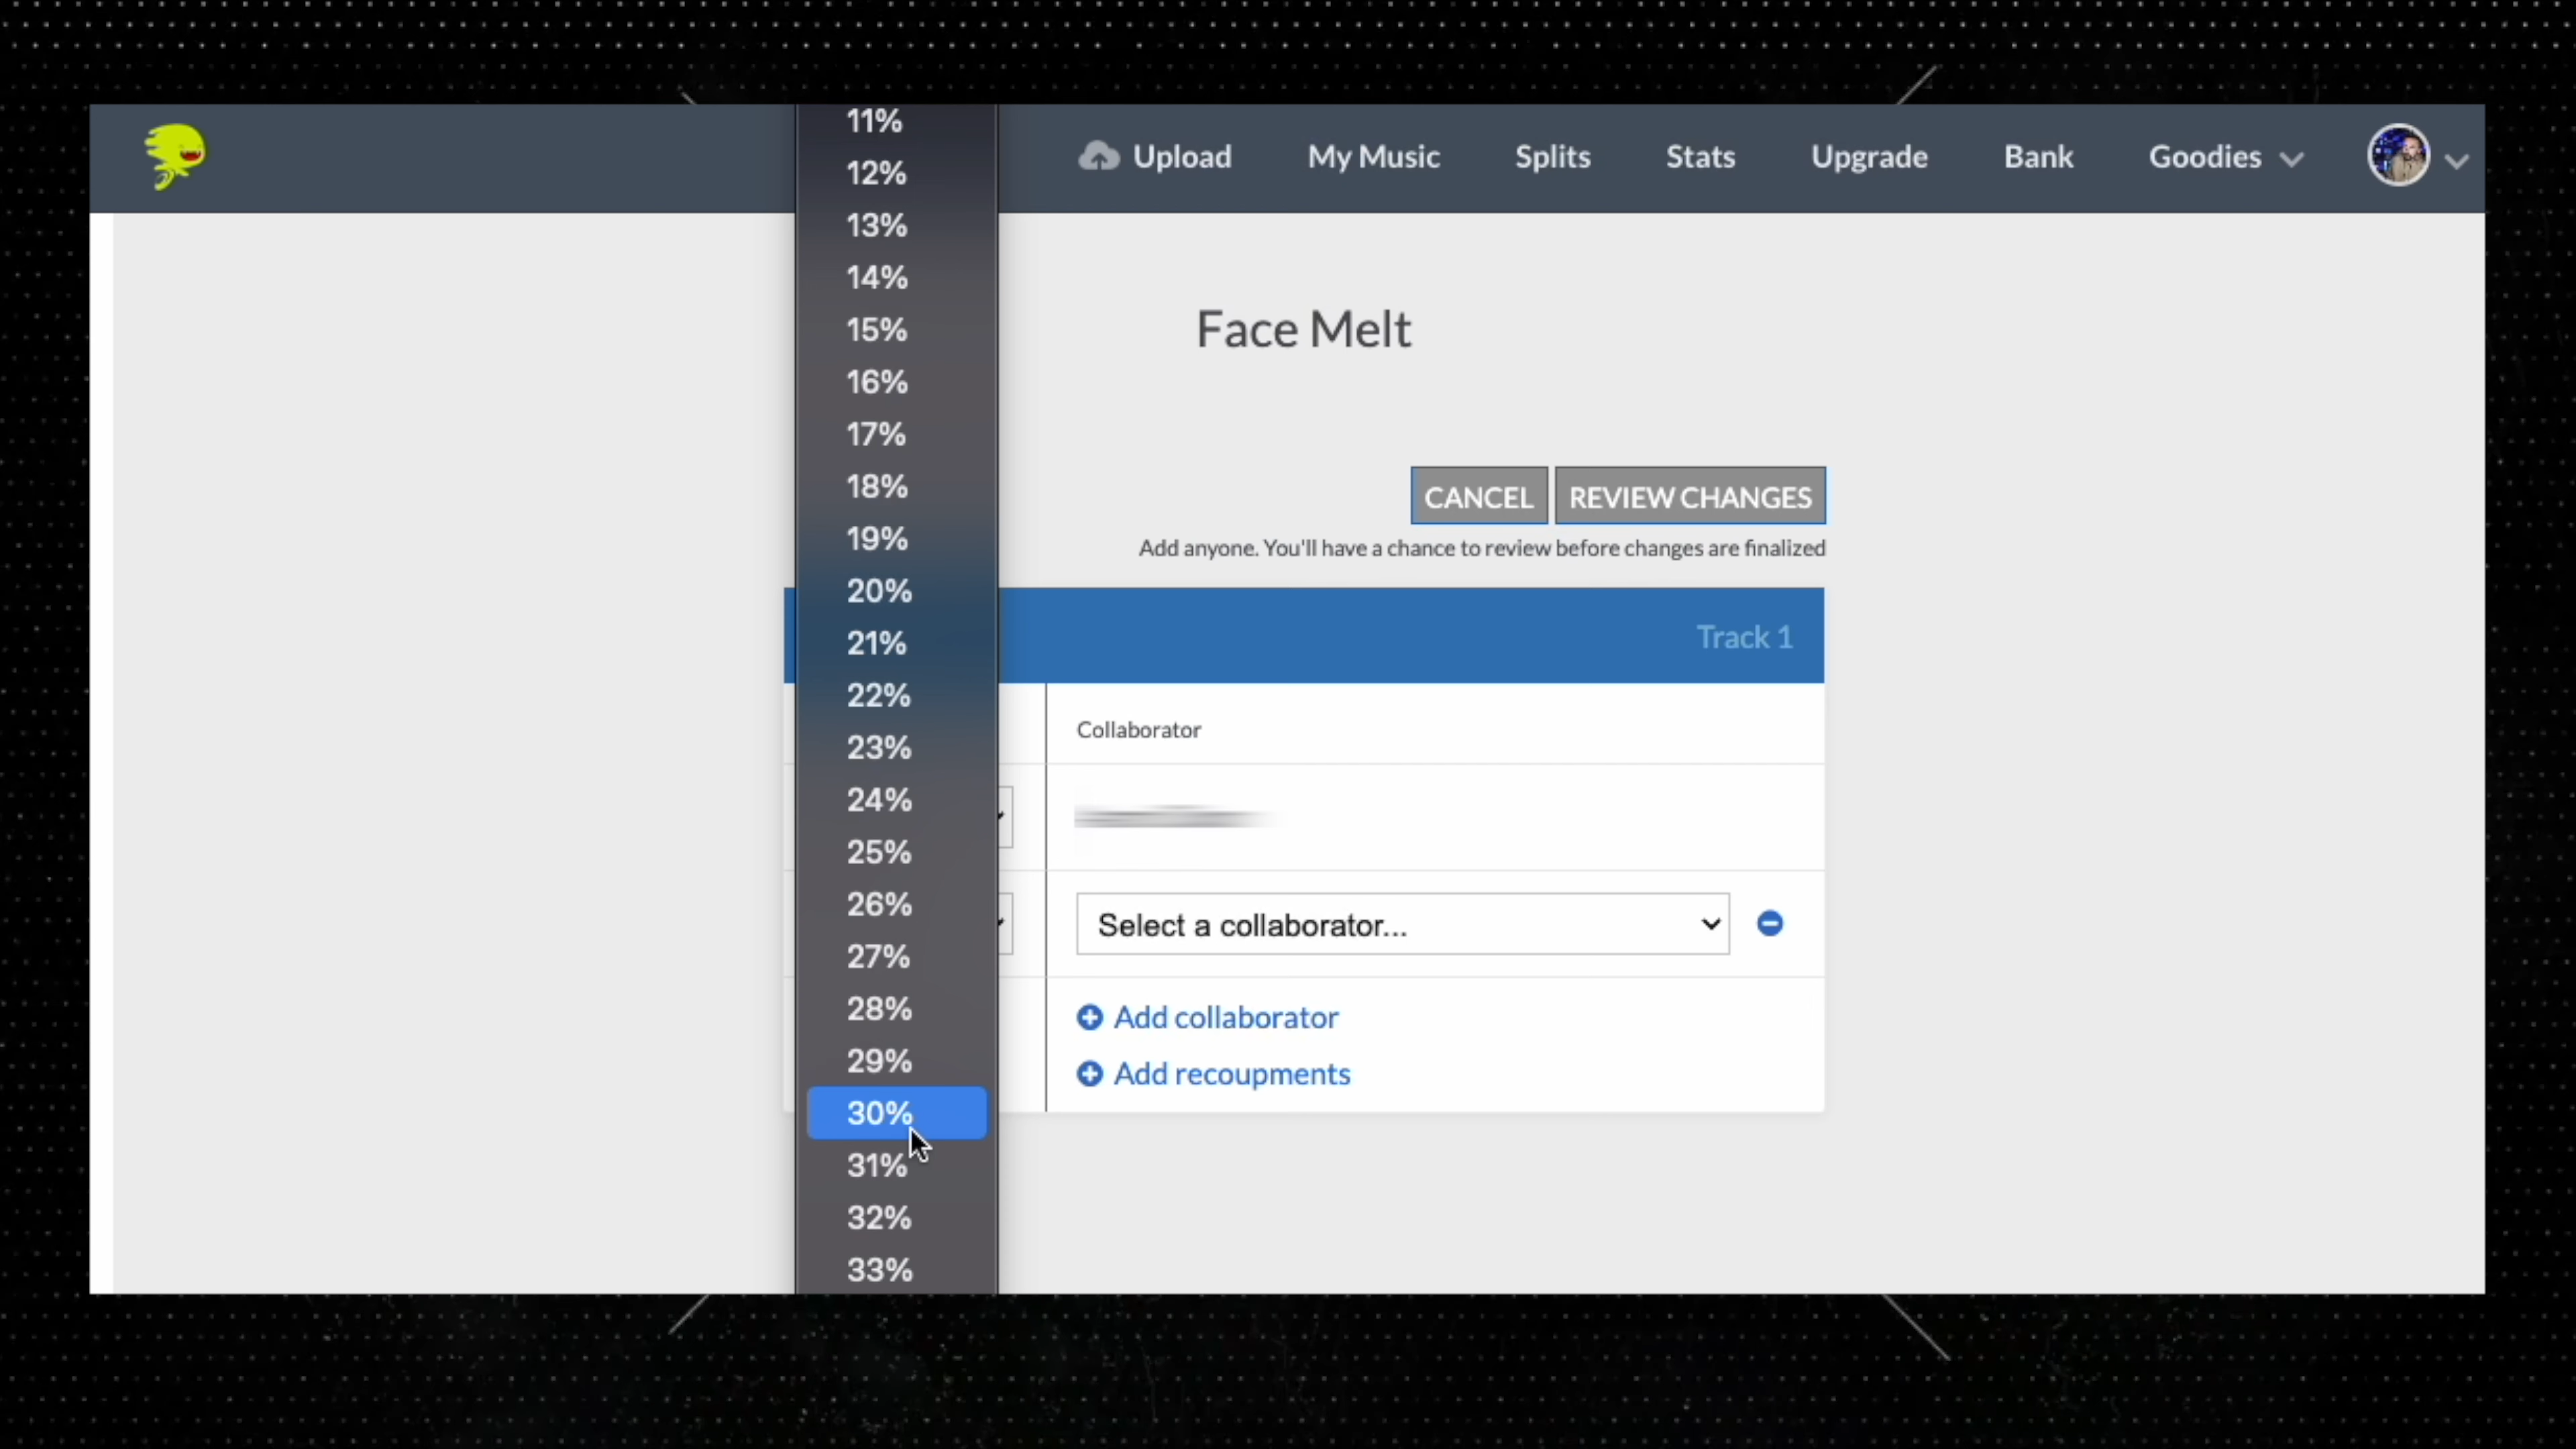 Upload My Music Splits Stats Upgrade Bank Goodies
11%
12%
13%
14%
15%
16%
17%
18%
19%
20%
21%
22%
23%
24%
25%
26%
27%
28%
29%
30%
31%
32%
33%
Face Melt
CANCEL REVIEW CHANGES
Add anyone. You'll have a chance to review before changes are finalized
Track 1
Collaborator
Select a collaborator...
Add collaborator
Add recoupments